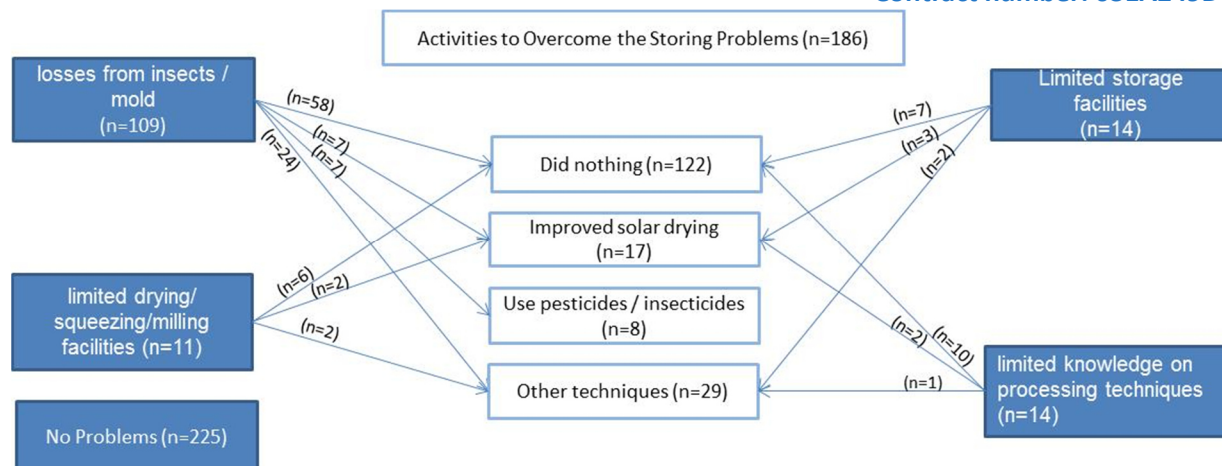 Activities to Overcome the Storing Problems (n=186)
losses from insects /
mold
(n=109)
Limited storage
facilities
(n=14)
(n=58)
(n=7)
(n=7)
(n=24)
(n=7)
(n=3)
(n=2)
Did nothing (n=122)
Improved solar drying
(n=17)
Use pesticides / insecticides
(n=8)
Other techniques (n=29)
limited drying/
squeezing/milling
facilities (n=11)
(n=6)
(n=2)
(n=2)
(n=2)
(n=10)
(n=1)
limited knowledge on
processing techniques
(n=14)
No Problems (n=225)